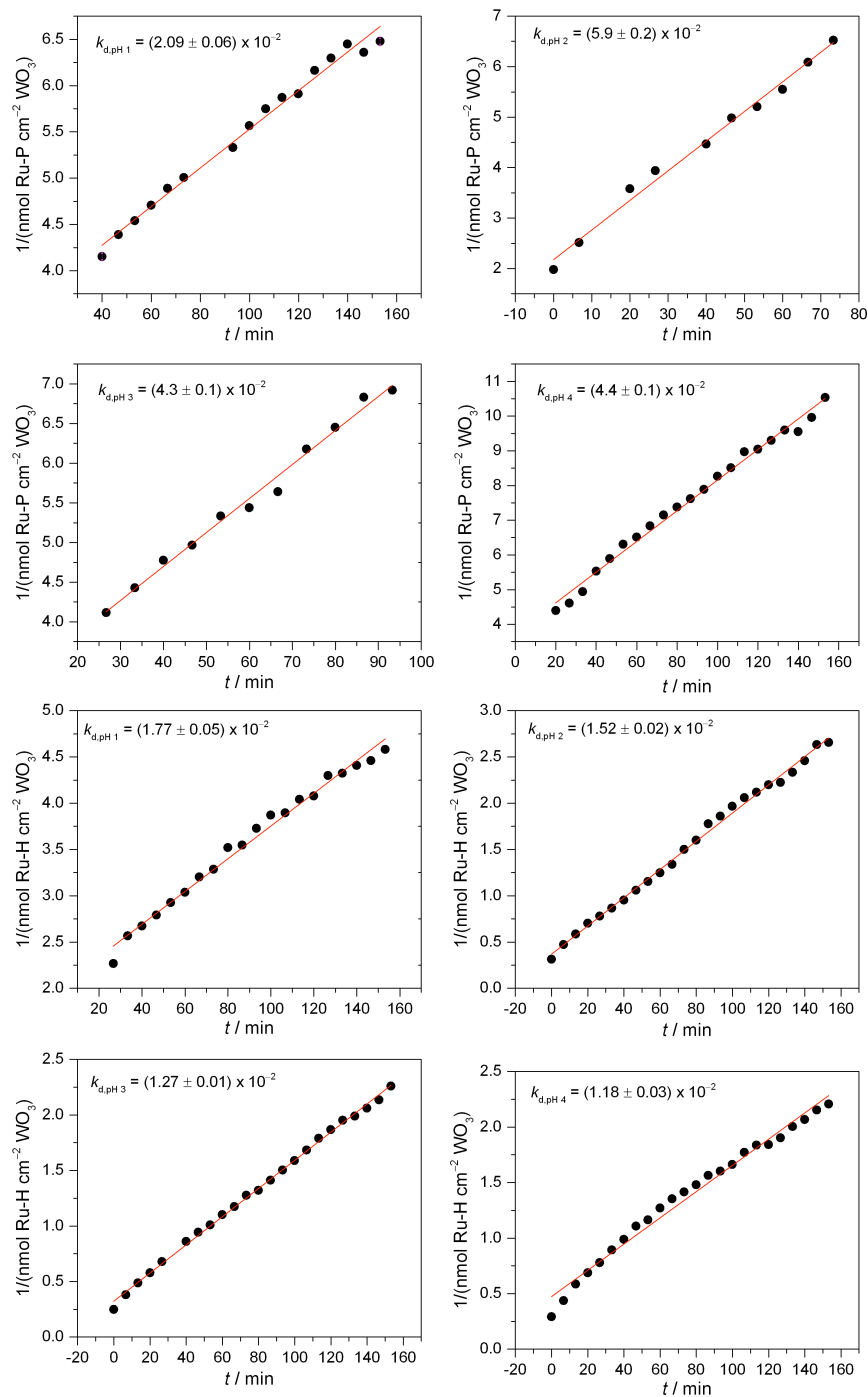 k_d,pH 1 = (2.09 ± 0.06) x 10⁻²
1/(nmol Ru-P cm⁻² WO₃)
6.5
6.0
5.5
5.0
4.5
4.0
40 60 80 100 120 140 160
t / min
k_d,pH 2 = (5.9 ± 0.2) x 10⁻²
1/(nmol Ru-P cm⁻² WO₃)
7
6
5
4
3
2
-10 0 10 20 30 40 50 60 70 80
t / min
k_d,pH 3 = (4.3 ± 0.1) x 10⁻²
1/(nmol Ru-P cm⁻² WO₃)
7.0
6.5
6.0
5.5
5.0
4.5
4.0
20 30 40 50 60 70 80 90 100
t / min
k_d,pH 4 = (4.4 ± 0.1) x 10⁻²
1/(nmol Ru-P cm⁻² WO₃)
11
10
9
8
7
6
5
4
0 20 40 60 80 100 120 140 160
t / min
k_d,pH 1 = (1.77 ± 0.05) x 10⁻²
1/(nmol Ru-H cm⁻² WO₃)
5.0
4.5
4.0
3.5
3.0
2.5
2.0
20 40 60 80 100 120 140 160
t / min
k_d,pH 2 = (1.52 ± 0.02) x 10⁻²
1/(nmol Ru-H cm⁻² WO₃)
3.0
2.5
2.0
1.5
1.0
0.5
0.0
-20 0 20 40 60 80 100 120 140 160
t / min
k_d,pH 3 = (1.27 ± 0.01) x 10⁻²
1/(nmol Ru-H cm⁻² WO₃)
2.5
2.0
1.5
1.0
0.5
0.0
-20 0 20 40 60 80 100 120 140 160
t / min
k_d,pH 4 = (1.18 ± 0.03) x 10⁻²
1/(nmol Ru-H cm⁻² WO₃)
2.5
2.0
1.5
1.0
0.5
0.0
-20 0 20 40 60 80 100 120 140 160
t / min